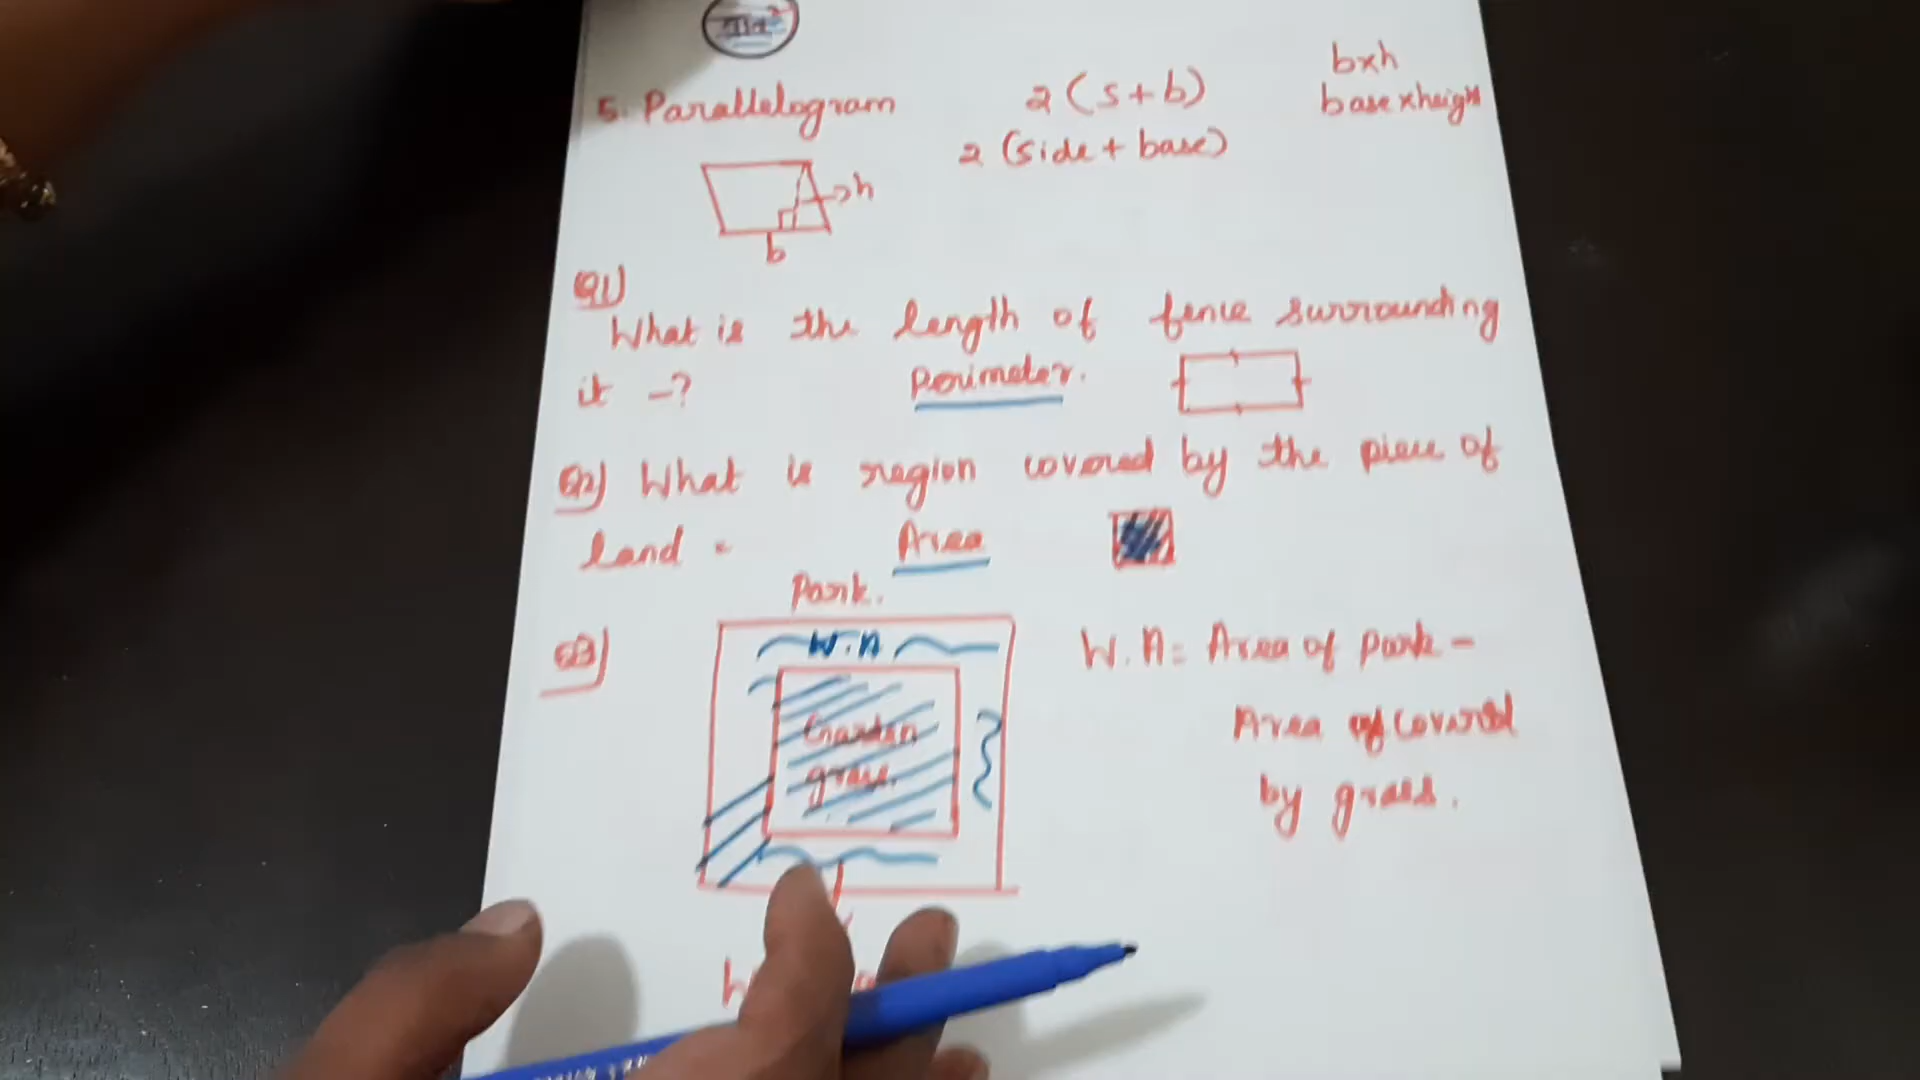 5. Parallelogram
2 (s+b)
2 (side + base)
bxh
base x heigx
h
b
Q1)
What is the length of fence surrounding
it -?
Perimeter.
Q2) What is region covered by the piece of
land =
Area
Park.
Q3)
W.A
Garden
grass.
W.A = Area of park -
Area of covered
by grass.